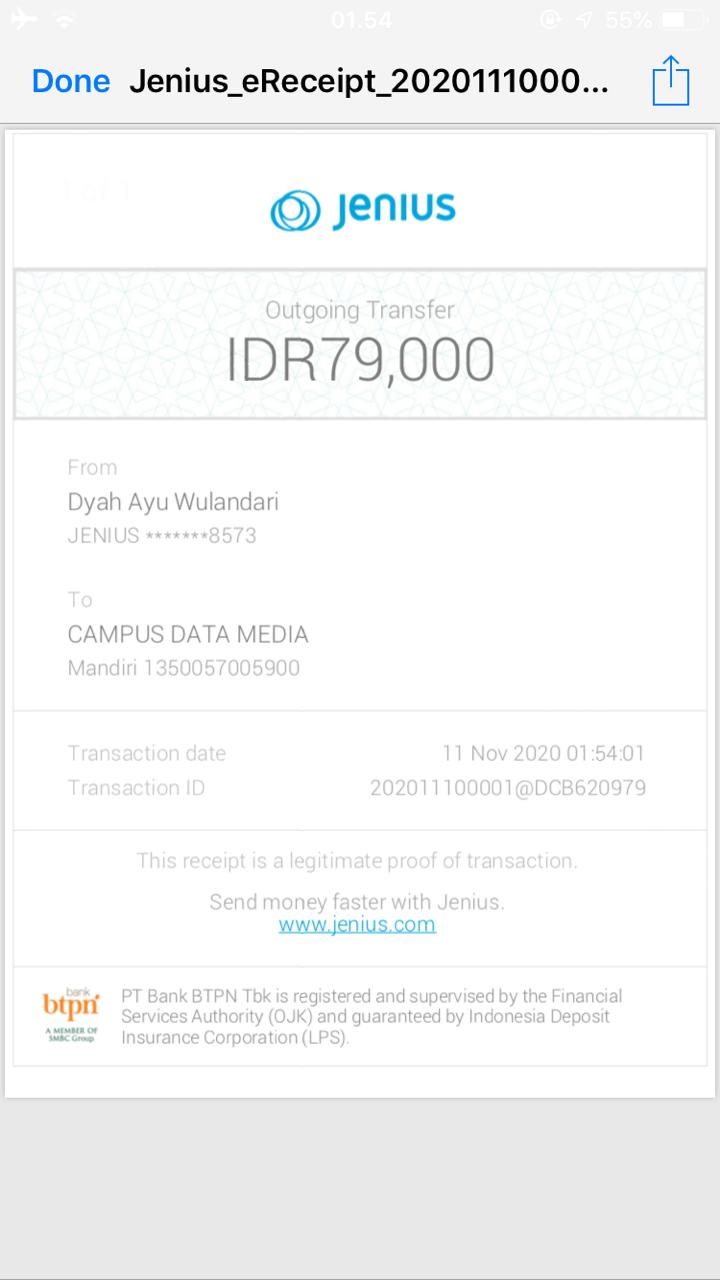 01.54
55%
Done Jenius_eReceipt_2020111000...
1 of 1
Jenius
Outgoing Transfer
IDR79,000
From
Dyah Ayu Wulandari
JENIUS *******8573
To
CAMPUS DATA MEDIA
Mandiri 1350057005900
Transaction date 11 Nov 2020 01:54:01
Transaction ID 202011100001@DCB620979
This receipt is a legitimate proof of transaction.
Send money faster with Jenius.
www.jenius.com
bank
btpn
A MEMBER OF
SMBC Group
PT Bank BTPN Tbk is registered and supervised by the Financial
Services Authority (OJK) and guaranteed by Indonesia Deposit
Insurance Corporation (LPS).